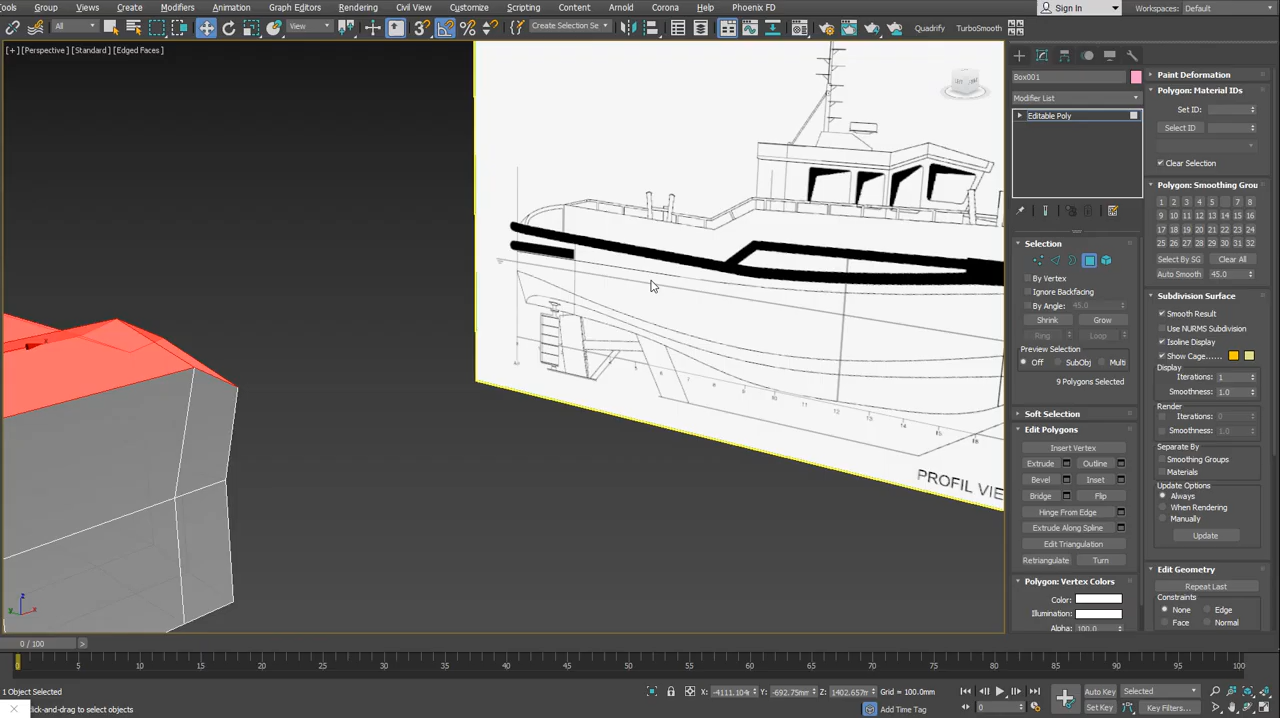 Tools Group Views Create Modifiers Animation Graph Editors Rendering Civil View Customize Scripting Content Arnold Corona Help Phoenix FD Sign In Workspaces: Default
All View Create Selection Se Quadrify TurboSmooth
[+] [Perspective] [Standard] [Edged Faces]
PROFIL VIE
Box001
Modifier List
Editable Poly
Selection
By Vertex
Ignore Backfacing
By Angle: 45.0
Shrink Grow
Ring Loop
Preview Selection
Off SubObj Multi
9 Polygons Selected
Soft Selection
Edit Polygons
Insert Vertex
Extrude Outline
Bevel Inset
Bridge Flip
Hinge From Edge
Extrude Along Spline
Edit Triangulation
Retriangulate Turn
Polygon: Vertex Colors
Color:
Illumination:
Alpha: 100.0
Paint Deformation
Polygon: Material IDs
Set ID:
Select ID
Clear Selection
Polygon: Smoothing Grou
1 2 3 4 5 7 8
9 10 11 12 13 14 15 16
17 18 19 20 21 22 23 24
25 26 27 28 29 30 31 32
Select By SG Clear All
Auto Smooth 45.0
Subdivision Surface
Smooth Result
Use NURMS Subdivision
Isoline Display
Show Cage......
Display
Iterations: 1
Smoothness: 1.0
Render
Iterations: 0
Smoothness: 1.0
Separate By
Smoothing Groups
Materials
Update Options
Always
When Rendering
Manually
Update
Edit Geometry
Repeat Last
Constraints
None Edge
Face Normal
0 / 100
0 5 10 15 20 25 30 35 40 45 50 55 60 65 70 75 80 85 90 95 100
1 Object Selected X: -4111.104r Y: -692.75mm Z: 1402.657m Grid = 100.0mm Auto Key Selected
lick-and-drag to select objects Add Time Tag 0 Set Key Key Filters...